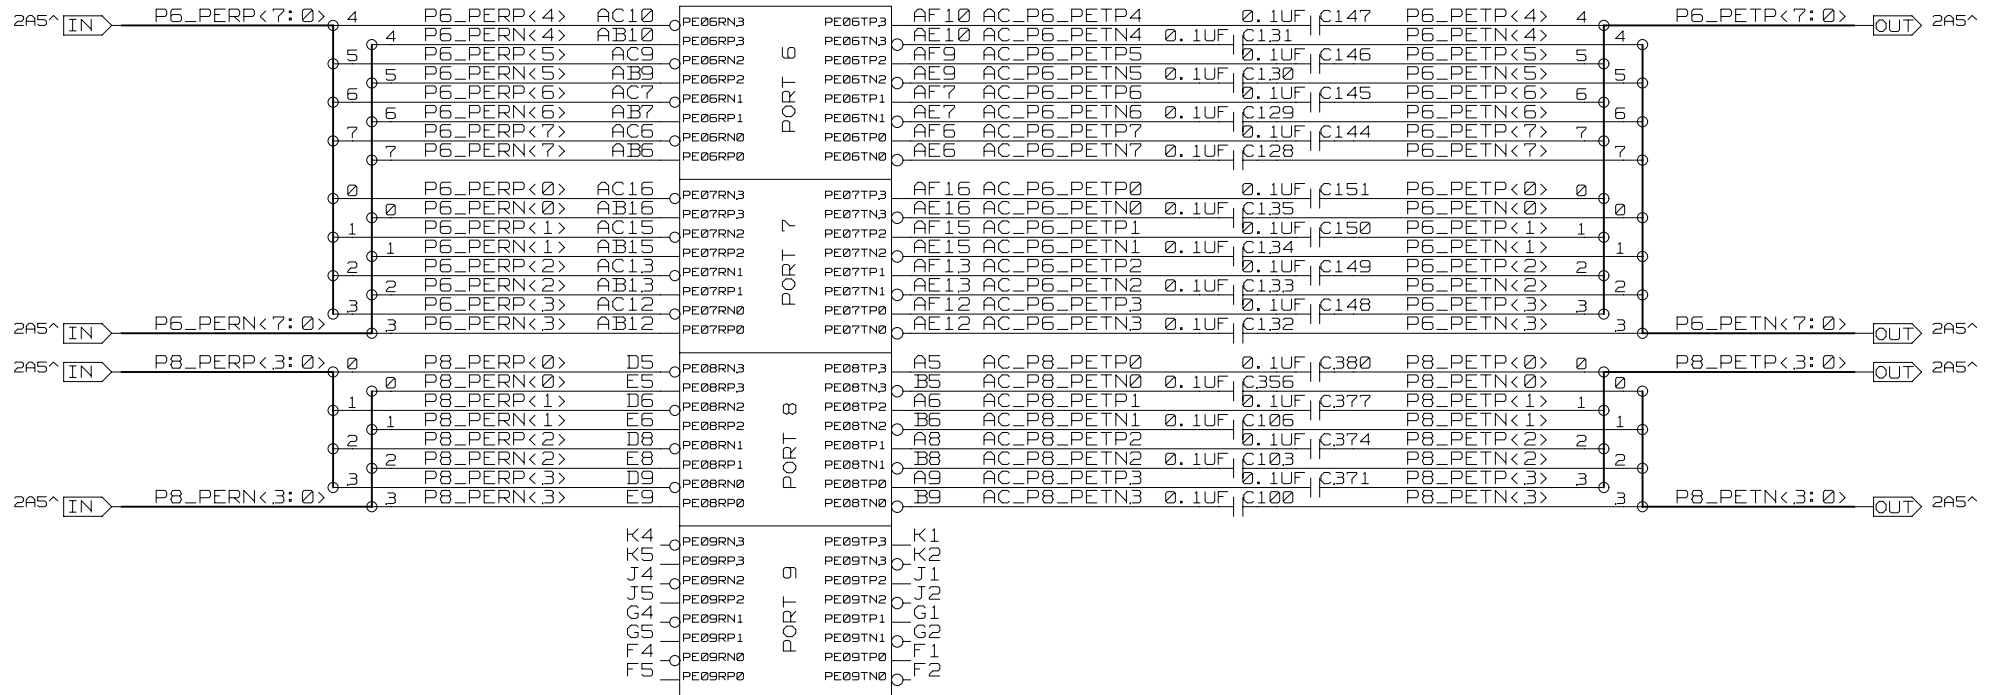 2A5^ IN P6_PERP<7:0> 4 P6_PERP<4> AC10 PE06RN3 PE06TP3 AF10 AC_P6_PETP4 0.1UF C147 P6_PETP<4> 4 P6_PETP<7:0> OUT 2A5^
4 P6_PERN<4> AB10 PE06RP3 PE06TN3 AE10 AC_P6_PETN4 0.1UF C131 P6_PETN<4> 4
5 P6_PERP<5> AC9 PE06RN2 PE06TP2 AF9 AC_P6_PETP5 0.1UF C146 P6_PETP<5> 5
5 P6_PERN<5> AB9 PE06RP2 PE06TN2 AE9 AC_P6_PETN5 0.1UF C130 P6_PETN<5> 5
6 P6_PERP<6> AC7 PE06RN1 PE06TP1 AF7 AC_P6_PETP6 0.1UF C145 P6_PETP<6> 6
6 P6_PERN<6> AB7 PE06RP1 PE06TN1 AE7 AC_P6_PETN6 0.1UF C129 P6_PETN<6> 6
7 P6_PERP<7> AC6 PE06RN0 PE06TP0 AF6 AC_P6_PETP7 0.1UF C144 P6_PETP<7> 7
7 P6_PERN<7> AB6 PE06RP0 PE06TN0 AE6 AC_P6_PETN7 0.1UF C128 P6_PETN<7> 7
PORT 6
0 P6_PERP<0> AC16 PE07RN3 PE07TP3 AF16 AC_P6_PETP0 0.1UF C151 P6_PETP<0> 0
0 P6_PERN<0> AB16 PE07RP3 PE07TN3 AE16 AC_P6_PETN0 0.1UF C135 P6_PETN<0> 0
1 P6_PERP<1> AC15 PE07RN2 PE07TP2 AF15 AC_P6_PETP1 0.1UF C150 P6_PETP<1> 1
1 P6_PERN<1> AB15 PE07RP2 PE07TN2 AE15 AC_P6_PETN1 0.1UF C134 P6_PETN<1> 1
2 P6_PERP<2> AC13 PE07RN1 PE07TP1 AF13 AC_P6_PETP2 0.1UF C149 P6_PETP<2> 2
2 P6_PERN<2> AB13 PE07RP1 PE07TN1 AE13 AC_P6_PETN2 0.1UF C133 P6_PETN<2> 2
3 P6_PERP<3> AC12 PE07RN0 PE07TP0 AF12 AC_P6_PETP3 0.1UF C148 P6_PETP<3> 3
2A5^ IN P6_PERN<7:0> 3 P6_PERN<3> AB12 PE07RP0 PE07TN0 AE12 AC_P6_PETN3 0.1UF C132 P6_PETN<3> 3 P6_PETN<7:0> OUT 2A5^
PORT 7
2A5^ IN P8_PERP<3:0> 0 P8_PERP<0> D5 PE08RN3 PE08TP3 A5 AC_P8_PETP0 0.1UF C380 P8_PETP<0> 0 P8_PETP<3:0> OUT 2A5^
0 P8_PERN<0> E5 PE08RP3 PE08TN3 B5 AC_P8_PETN0 0.1UF C356 P8_PETN<0> 0
1 P8_PERP<1> D6 PE08RN2 PE08TP2 A6 AC_P8_PETP1 0.1UF C377 P8_PETP<1> 1
1 P8_PERN<1> E6 PE08RP2 PE08TN2 B6 AC_P8_PETN1 0.1UF C106 P8_PETN<1> 1
2 P8_PERP<2> D8 PE08RN1 PE08TP1 A8 AC_P8_PETP2 0.1UF C374 P8_PETP<2> 2
2 P8_PERN<2> E8 PE08RP1 PE08TN1 B8 AC_P8_PETN2 0.1UF C103 P8_PETN<2> 2
3 P8_PERP<3> D9 PE08RN0 PE08TP0 A9 AC_P8_PETP3 0.1UF C371 P8_PETP<3> 3
2A5^ IN P8_PERN<3:0> 3 P8_PERN<3> E9 PE08RP0 PE08TN0 B9 AC_P8_PETN3 0.1UF C100 P8_PETN<3> 3 P8_PETN<3:0> OUT 2A5^
PORT 8
K4 PE09RN3 PE09TP3 K1
K5 PE09RP3 PE09TN3 K2
J4 PE09RN2 PE09TP2 J1
J5 PE09RP2 PE09TN2 J2
G4 PE09RN1 PE09TP1 G1
G5 PE09RP1 PE09TN1 G2
F4 PE09RN0 PE09TP0 F1
F5 PE09RP0 PE09TN0 F2
PORT 9